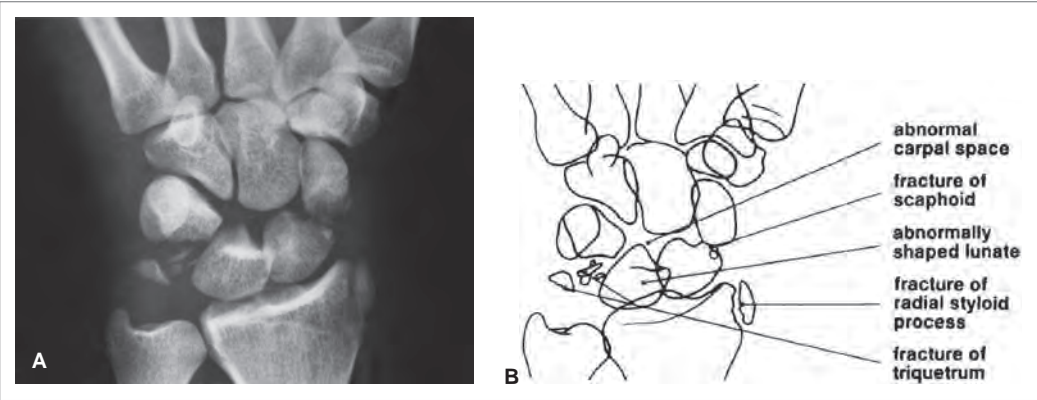 A
B
abnormal
carpal space
fracture of
scaphoid
abnormally
shaped lunate
fracture of
radial styloid
process
fracture of
triquetrum